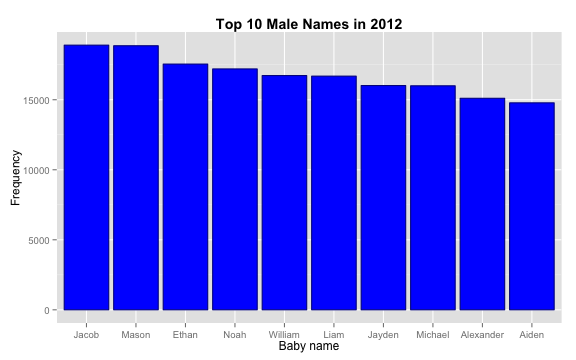 Top 10 Male Names in 2012
Frequency
15000
10000
5000
0
Jacob Mason Ethan Noah William Liam Jayden Michael Alexander Aiden
Baby name